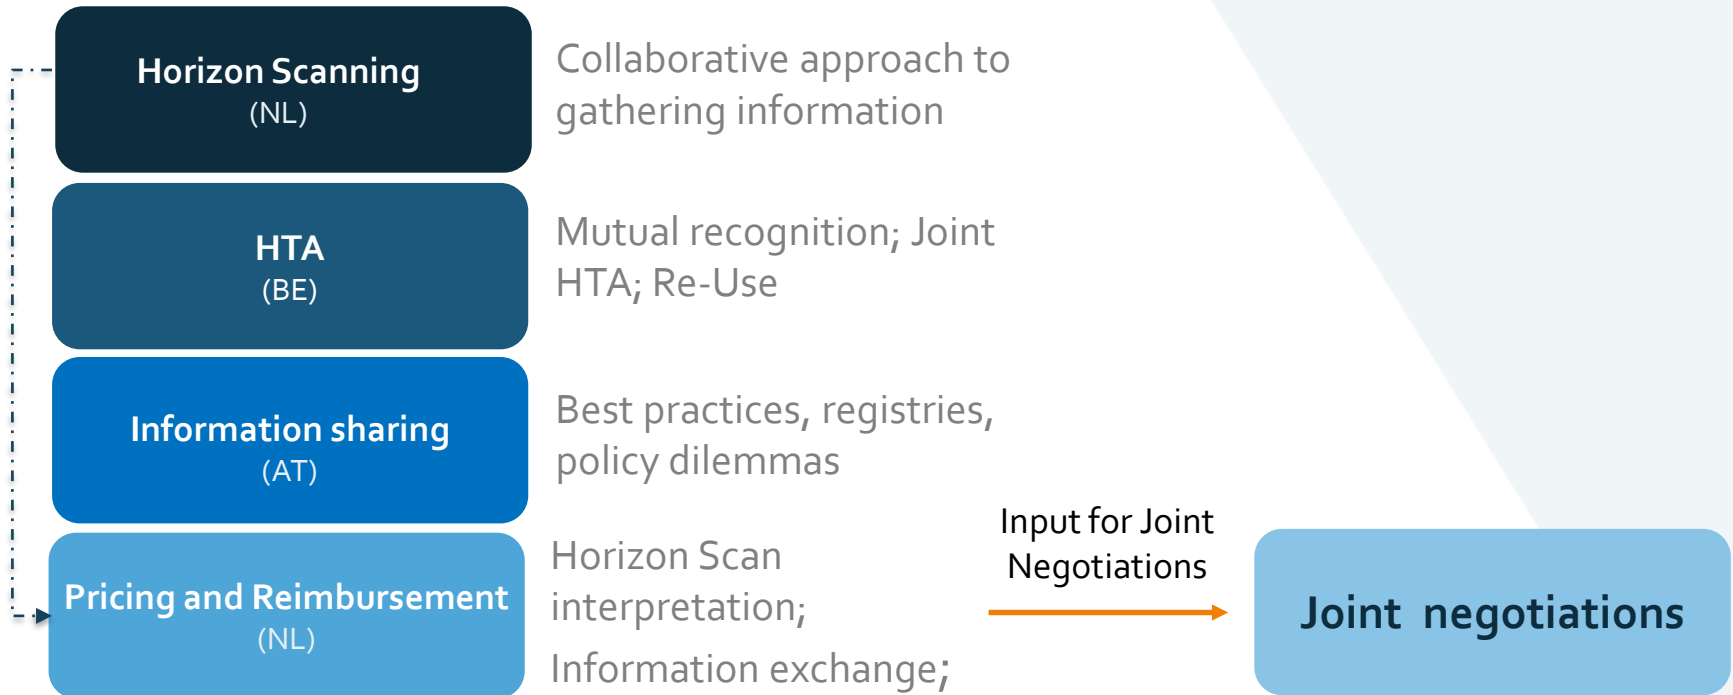 Horizon Scanning
(NL)
Collaborative approach to
gathering information
HTA
(BE)
Mutual recognition; Joint
HTA; Re-Use
Information sharing
(AT)
Best practices, registries,
policy dilemmas
Pricing and Reimbursement
(NL)
Horizon Scan
interpretation;
Information exchange;
Input for Joint
Negotiations
Joint negotiations